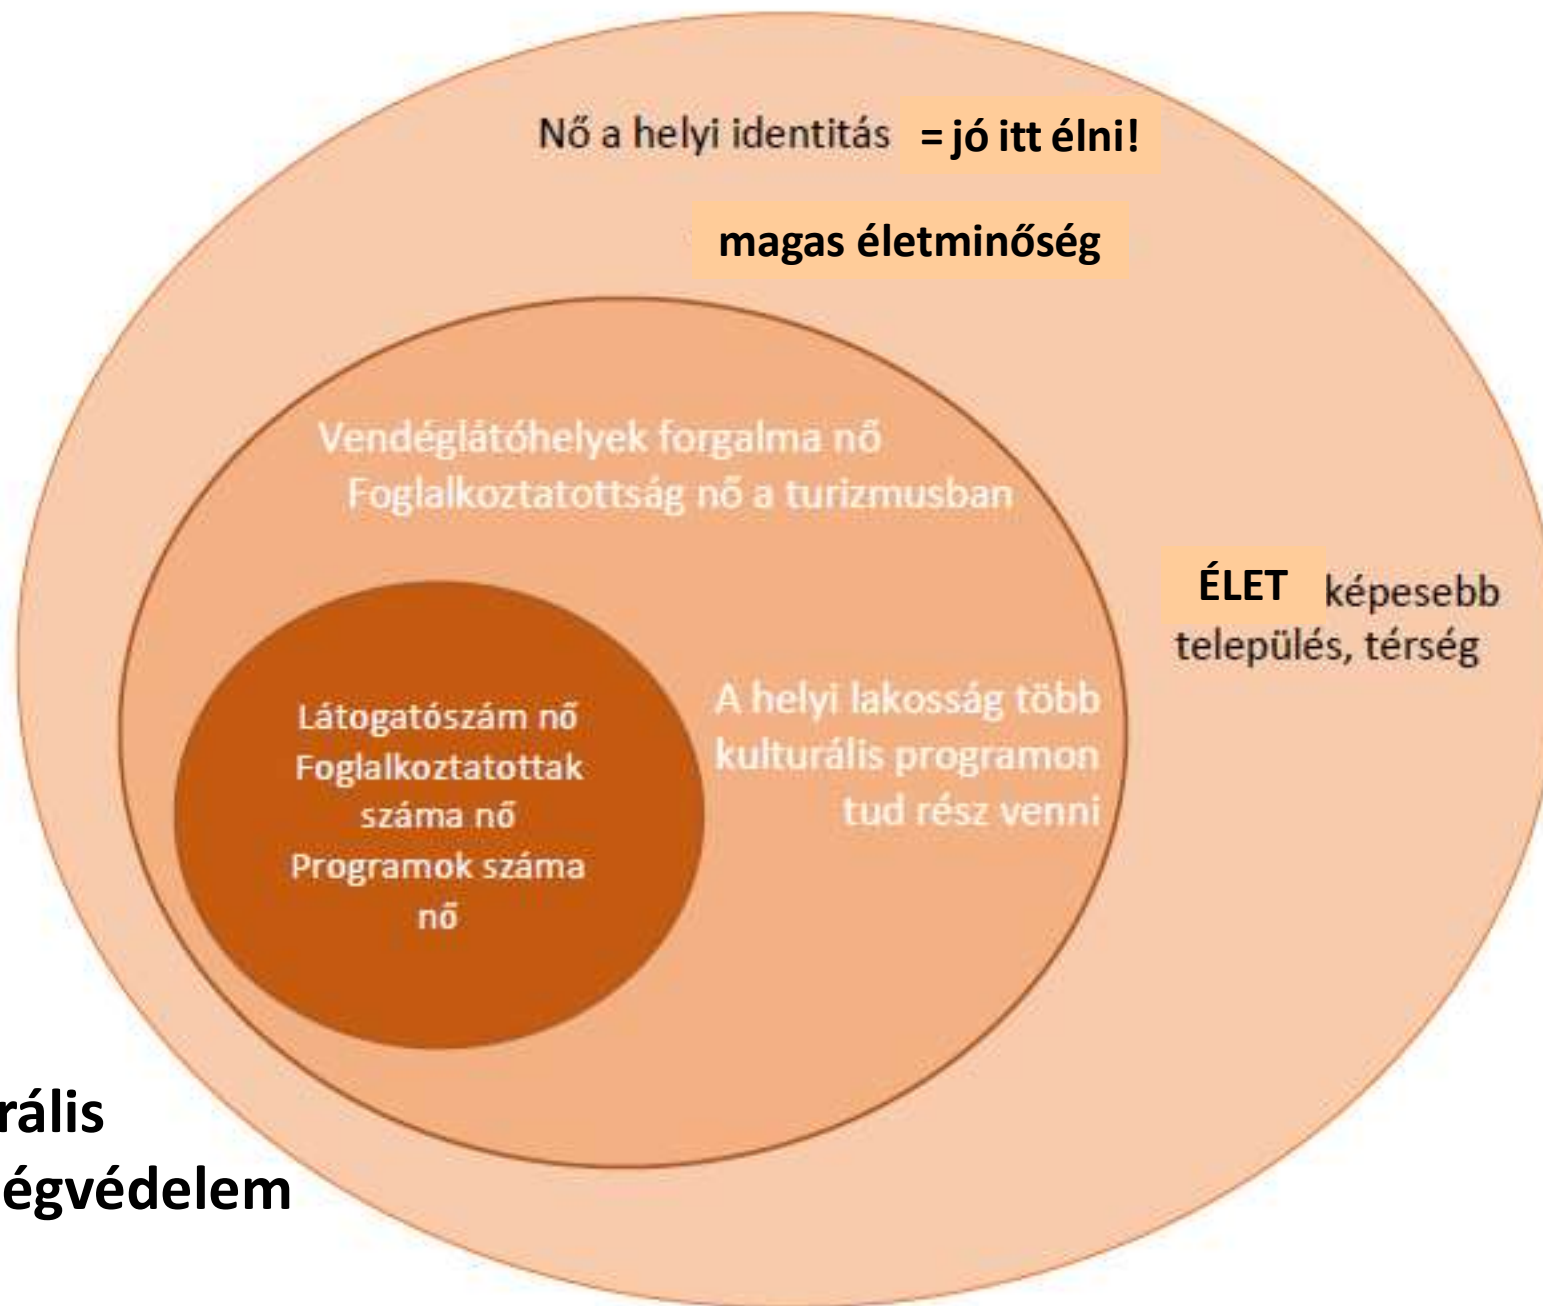 Nő a helyi identitás = jó itt élni!
magas életminőség
Vendéglátóhelyek forgalma nő
Foglalkoztatottság nő a turizmusban
ÉLET képesebb
település, térség
A helyi lakosság több
kulturális programon
tud rész venni
Látogatószám nő
Foglalkoztatottak
száma nő
Programok száma
nő
rális
égvédelem